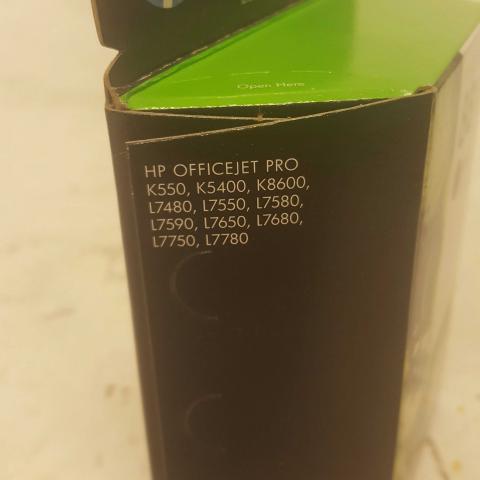 Open Here
HP OFFICEJET PRO
K550, K5400, K8600,
L7480, L7550, L7580,
L7590, L7650, L7680,
L7750, L7780